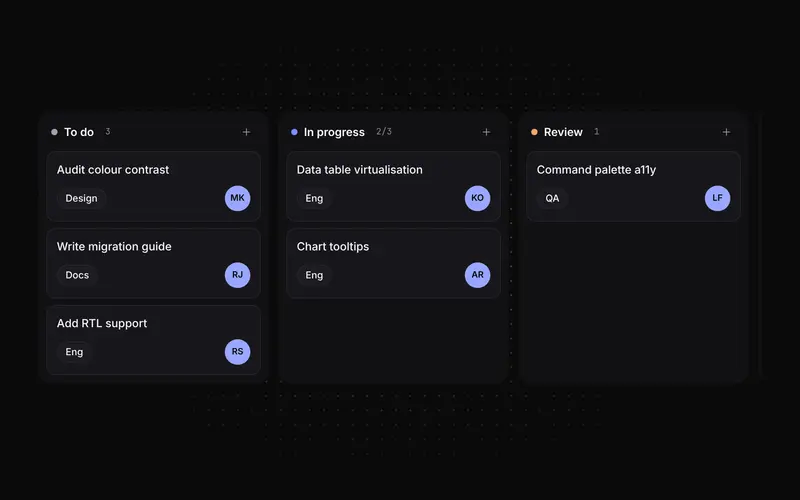 To do 3 +
Audit colour contrast
Design MK
Write migration guide
Docs RJ
Add RTL support
Eng RS
In progress 2/3 +
Data table virtualisation
Eng KO
Chart tooltips
Eng AR
Review 1 +
Command palette a11y
QA LF